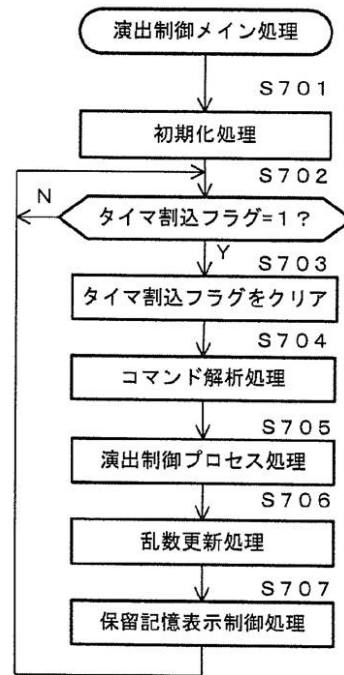 演出制御メイン処理
S701
初期化処理
S702
N
タイマ割込フラグ=1?
Y
S703
タイマ割込フラグをクリア
S704
コマンド解析処理
S705
演出制御プロセス処理
S706
乱数更新処理
S707
保留記憶表示制御処理